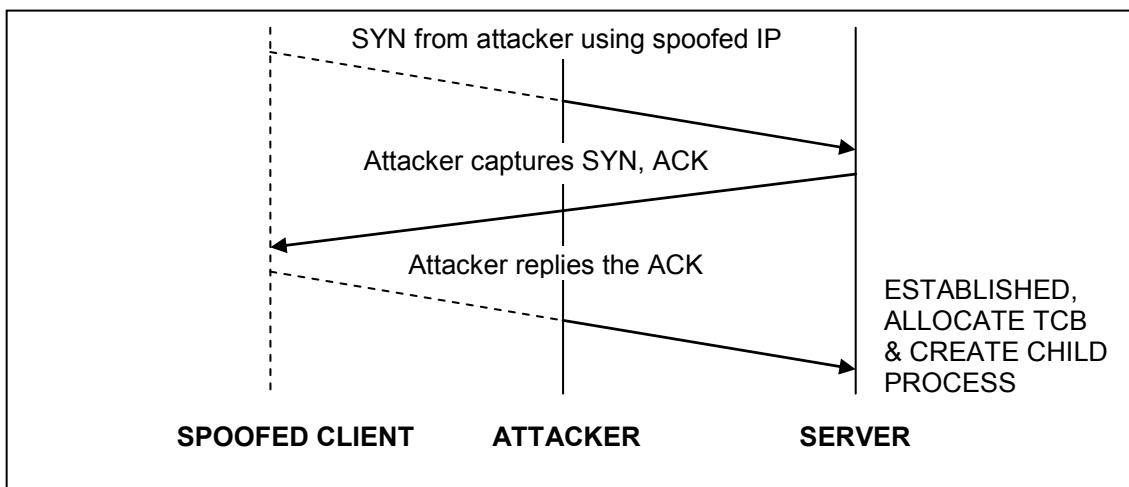 SYN from attacker using spoofed IP
Attacker captures SYN, ACK
Attacker replies the ACK
ESTABLISHED,
ALLOCATE TCB
& CREATE CHILD
PROCESS
SPOOFED CLIENT
ATTACKER
SERVER